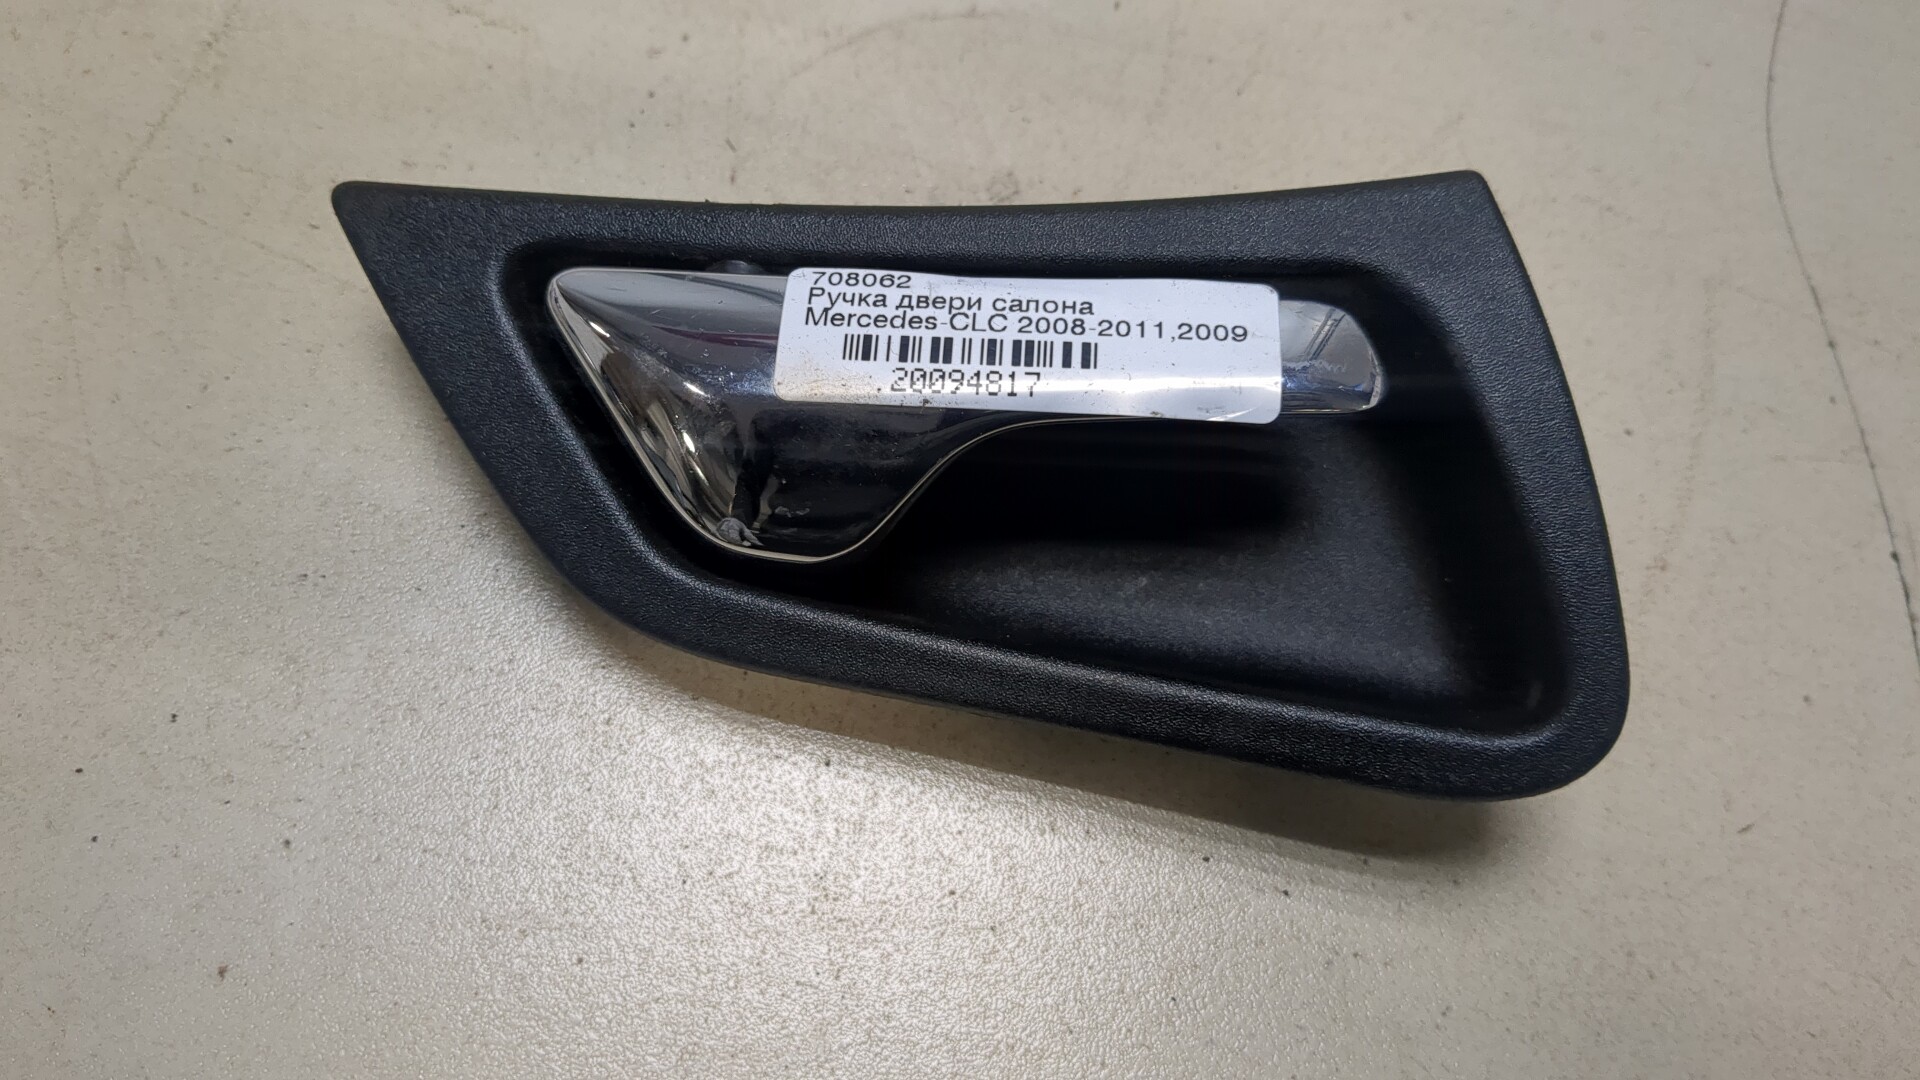 708062
Ручка двери салона
Mercedes-CLC 2008-2011,2009
20094817